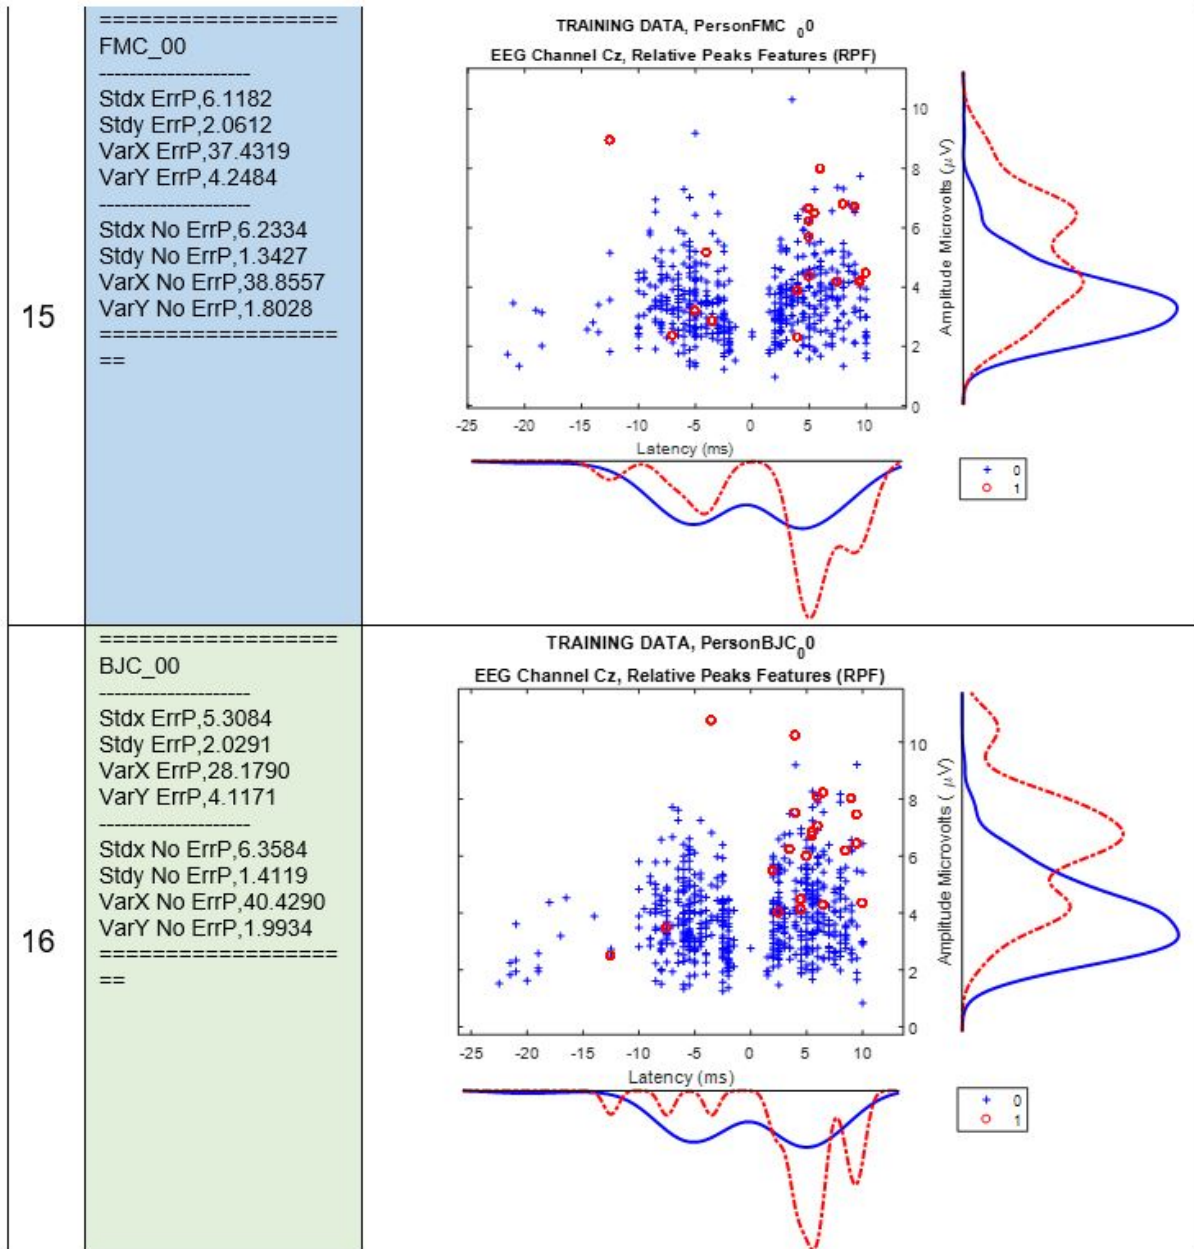 15
===================
FMC_00
--------------------
Stdx ErrP,6.1182
Stdy ErrP,2.0612
VarX ErrP,37.4319
VarY ErrP,4.2484
--------------------
Stdx No ErrP,6.2334
Stdy No ErrP,1.3427
VarX No ErrP,38.8557
VarY No ErrP,1.8028
===================
==
TRAINING DATA, PersonFMC_00
EEG Channel Cz, Relative Peaks Features (RPF)
10
8
6
4
2
0
Amplitude Microvolts (μV)
-25 -20 -15 -10 -5 0 5 10
Latency (ms)
+ 0
o 1
16
===================
BJC_00
--------------------
Stdx ErrP,5.3084
Stdy ErrP,2.0291
VarX ErrP,28.1790
VarY ErrP,4.1171
--------------------
Stdx No ErrP,6.3584
Stdy No ErrP,1.4119
VarX No ErrP,40.4290
VarY No ErrP,1.9934
===================
==
TRAINING DATA, PersonBJC_00
EEG Channel Cz, Relative Peaks Features (RPF)
10
8
6
4
2
0
Amplitude Microvolts ( μV)
-25 -20 -15 -10 -5 0 5 10
Latency (ms)
+ 0
o 1